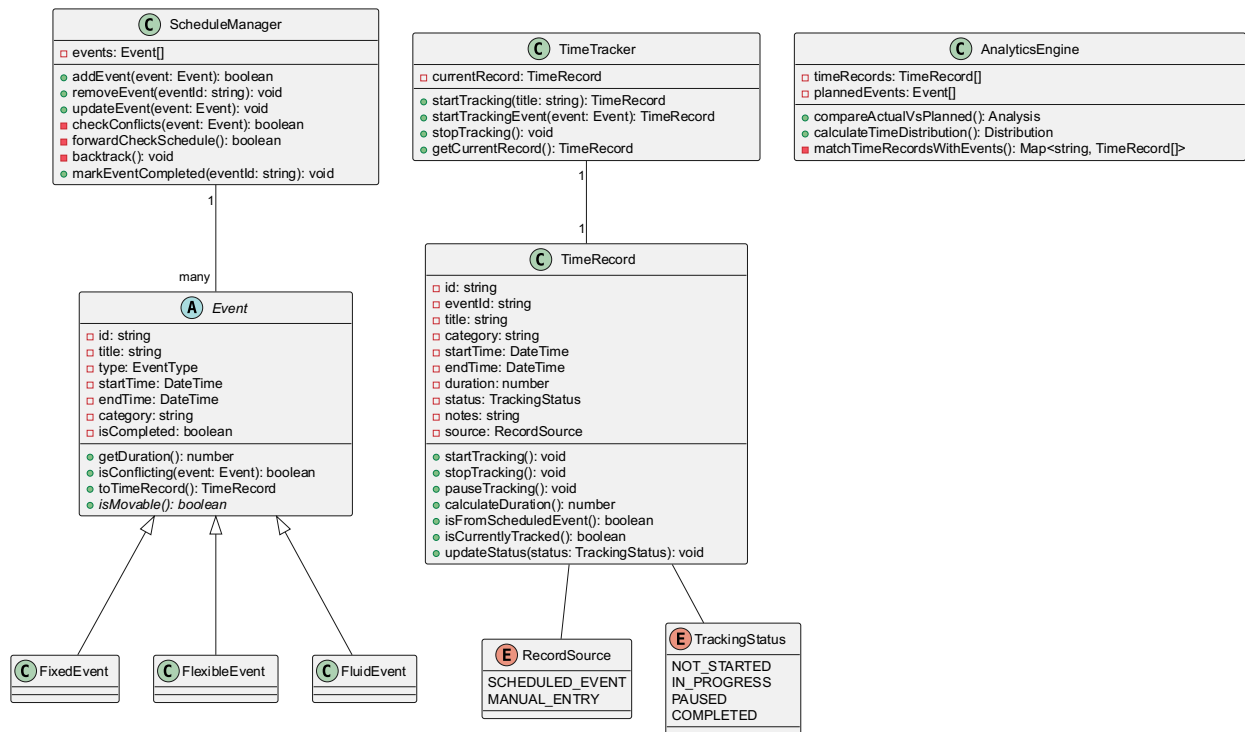 C ScheduleManager
events: Event[]
addEvent(event: Event): boolean
removeEvent(eventId: string): void
updateEvent(event: Event): void
checkConflicts(event: Event): boolean
forwardCheckSchedule(): boolean
backtrack(): void
markEventCompleted(eventId: string): void
C TimeTracker
currentRecord: TimeRecord
startTracking(title: string): TimeRecord
startTrackingEvent(event: Event): TimeRecord
stopTracking(): void
getCurrentRecord(): TimeRecord
C AnalyticsEngine
timeRecords: TimeRecord[]
plannedEvents: Event[]
compareActualVsPlanned(): Analysis
calculateTimeDistribution(): Distribution
matchTimeRecordsWithEvents(): Map<string, TimeRecord[]>
1
many
1
1
A Event
id: string
title: string
type: EventType
startTime: DateTime
endTime: DateTime
category: string
isCompleted: boolean
getDuration(): number
isConflicting(event: Event): boolean
toTimeRecord(): TimeRecord
isMovable(): boolean
C TimeRecord
id: string
eventId: string
title: string
category: string
startTime: DateTime
endTime: DateTime
duration: number
status: TrackingStatus
notes: string
source: RecordSource
startTracking(): void
stopTracking(): void
pauseTracking(): void
calculateDuration(): number
isFromScheduledEvent(): boolean
isCurrentlyTracked(): boolean
updateStatus(status: TrackingStatus): void
C FixedEvent
C FlexibleEvent
C FluidEvent
E RecordSource
SCHEDULED_EVENT
MANUAL_ENTRY
E TrackingStatus
NOT_STARTED
IN_PROGRESS
PAUSED
COMPLETED